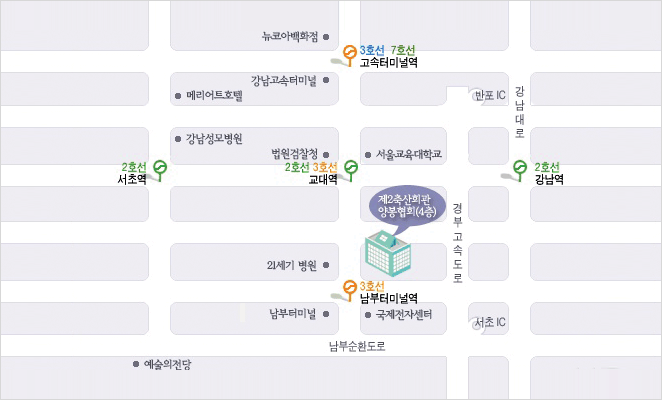 뉴코아백화점
3호선 7호선
고속터미널역
강남고속터미널
메리어트호텔
반포 IC
강남대로
강남성모병원
법원검찰청
서울교육대학교
2호선
서초역
2호선 3호선
교대역
2호선
강남역
제2축산회관
양봉협회(4층)
경부고속도로
21세기 병원
3호선
남부터미널역
남부터미널
국제전자센터
서초 IC
남부순환도로
예술의전당